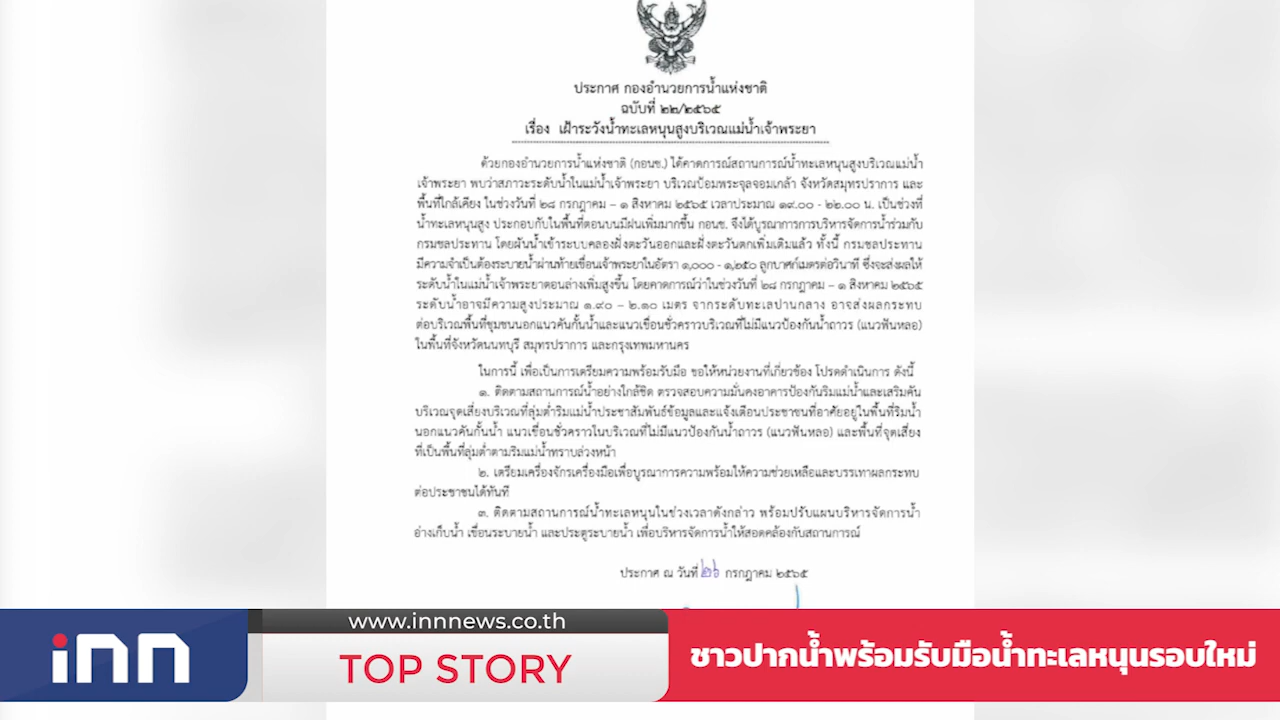 ประกาศ กองอำนวยการน้ำแห่งชาติ
ฉบับที่ ๒๒/๒๕๖๕
เรื่อง เฝ้าระวังน้ำทะเลหนุนสูงบริเวณแม่น้ำเจ้าพระยา
ด้วยกองอำนวยการน้ำแห่งชาติ (กอนช.) ได้คาดการณ์สถานการณ์น้ำทะเลหนุนสูงบริเวณแม่น้ำ
เจ้าพระยา พบว่าสภาวะระดับน้ำในแม่น้ำเจ้าพระยา บริเวณป้อมพระจุลจอมเกล้า จังหวัดสมุทรปราการ และ
พื้นที่ใกล้เคียง ในช่วงวันที่ ๒๘ กรกฎาคม – ๑ สิงหาคม ๒๕๖๕ เวลาประมาณ ๑๙.๐๐ - ๒๒.๐๐ น. เป็นช่วงที่
น้ำทะเลหนุนสูง ประกอบกับในพื้นที่ตอนบนมีฝนเพิ่มมากขึ้น กอนช. จึงได้บูรณาการการบริหารจัดการน้ำร่วมกับ
กรมชลประทาน โดยผันน้ำเข้าระบบคลองฝั่งตะวันออกและฝั่งตะวันตกเพิ่มเติมแล้ว ทั้งนี้ กรมชลประทาน
มีความจำเป็นต้องระบายน้ำผ่านท้ายเขื่อนเจ้าพระยาในอัตรา ๑,๐๐๐ - ๑,๒๕๐ ลูกบาศก์เมตรต่อวินาที ซึ่งจะส่งผลให้
ระดับน้ำในแม่น้ำเจ้าพระยาตอนล่างเพิ่มสูงขึ้น โดยคาดการณ์ว่าในช่วงวันที่ ๒๘ กรกฎาคม – ๑ สิงหาคม ๒๕๖๕
ระดับน้ำอาจมีความสูงประมาณ ๑.๙๐ – ๒.๑๐ เมตร จากระดับทะเลปานกลาง อาจส่งผลกระทบ
ต่อบริเวณพื้นที่ชุมชนนอกแนวคันกั้นน้ำและแนวเขื่อนชั่วคราวบริเวณที่ไม่มีแนวป้องกันน้ำถาวร (แนวฟันหลอ)
ในพื้นที่จังหวัดนนทบุรี สมุทรปราการ และกรุงเทพมหานคร
ในการนี้ เพื่อเป็นการเตรียมความพร้อมรับมือ ขอให้หน่วยงานที่เกี่ยวข้อง โปรดดำเนินการ ดังนี้
๑. ติดตามสถานการณ์น้ำอย่างใกล้ชิด ตรวจสอบความมั่นคงอาคารป้องกันริมแม่น้ำและเสริมคัน
บริเวณจุดเสี่ยงบริเวณที่ลุ่มต่ำริมแม่น้ำประชาสัมพันธ์ข้อมูลและแจ้งเตือนประชาชนที่อาศัยอยู่ในพื้นที่ริมน้ำ
นอกแนวคันกั้นน้ำ แนวเขื่อนชั่วคราวในบริเวณที่ไม่มีแนวป้องกันน้ำถาวร (แนวฟันหลอ) และพื้นที่จุดเสี่ยง
ที่เป็นพื้นที่ลุ่มต่ำตามริมแม่น้ำทราบล่วงหน้า
๒. เตรียมเครื่องจักรเครื่องมือเพื่อบูรณาการความพร้อมให้ความช่วยเหลือและบรรเทาผลกระทบ
ต่อประชาชนได้ทันที
๓. ติดตามสถานการณ์น้ำทะเลหนุนในช่วงเวลาดังกล่าว พร้อมปรับแผนบริหารจัดการน้ำ
อ่างเก็บน้ำ เขื่อนระบายน้ำ และประตูระบายน้ำ เพื่อบริหารจัดการน้ำให้สอดคล้องกับสถานการณ์
ประกาศ ณ วันที่ ๒๖ กรกฎาคม ๒๕๖๕
inn
www.innnews.co.th
TOP STORY
ชาวปากน้ำพร้อมรับมือน้ำทะเลหนุนรอบใหม่